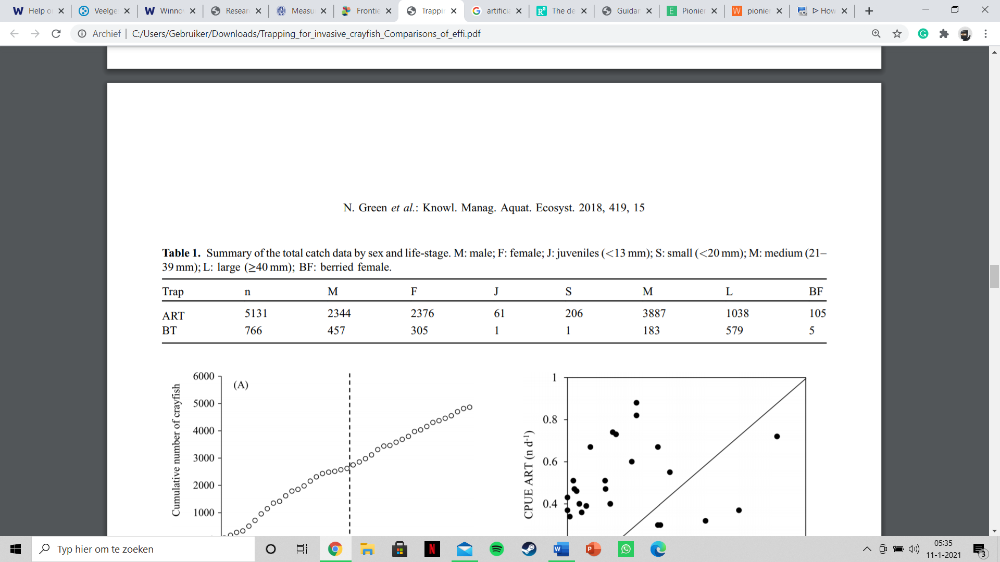 Help o
Veelge
Winno
Resear
Measu
Frontie
Trappin
artificia
The de
Guidar
Pionier
pionier
How
Archief
C:/Users/Gebruiker/Downloads/Trapping_for_invasive_crayfish_Comparisons_of_effi.pdf
N. Green et al.: Knowl. Manag. Aquat. Ecosyst. 2018, 419, 15
Table 1. Summary of the total catch data by sex and life-stage. M: male; F: female; J: juveniles (<13 mm); S: small (<20 mm); M: medium (21–
39 mm); L: large (≥40 mm); BF: berried female.
Trap n M F J S M L BF
ART 5131 2344 2376 61 206 3887 1038 105
BT 766 457 305 1 1 183 579 5
Cumulative number of crayfish
6000
5000
4000
3000
2000
1000
(A)
CPUE ART (n d-1)
1
0.8
0.6
0.4
Typ hier om te zoeken
05:35
11-1-2021
3